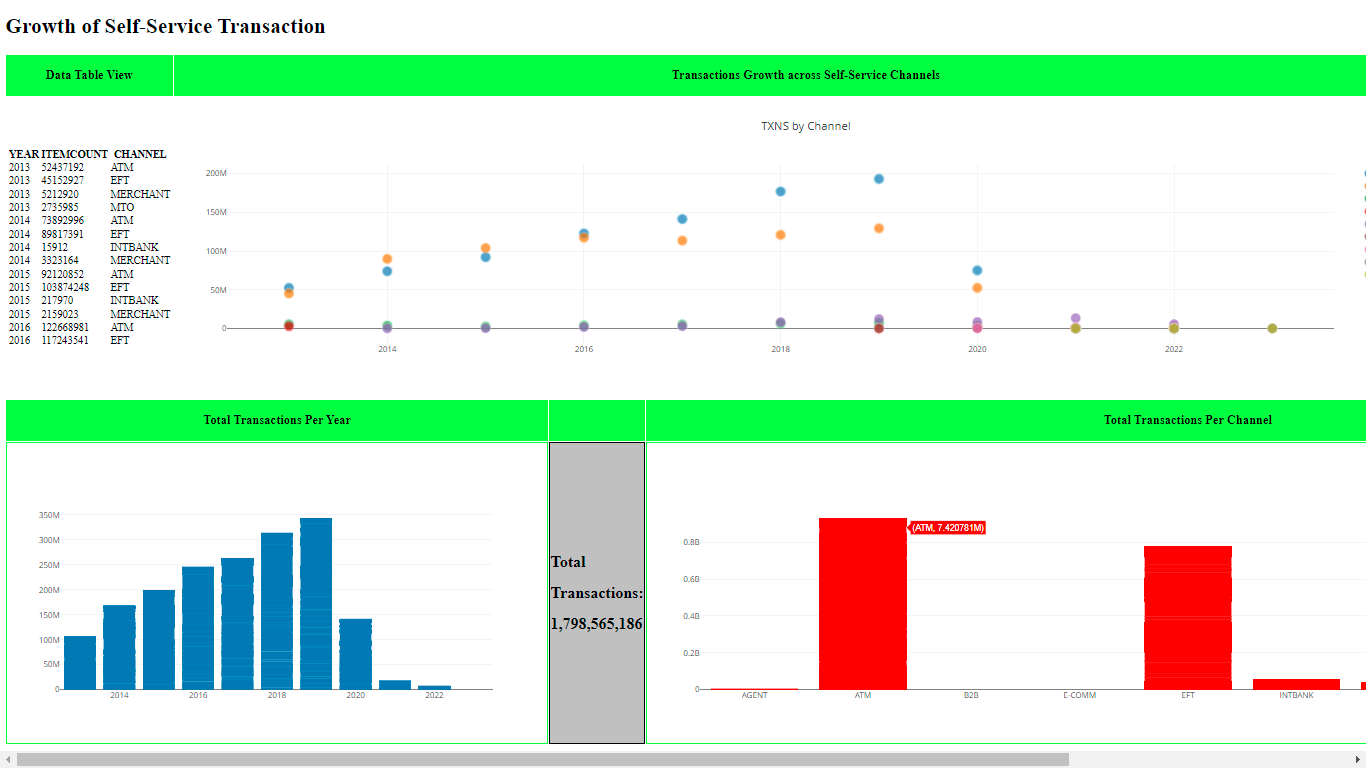 Growth of Self-Service Transaction
Data Table View
Transactions Growth across Self-Service Channels
TXNS by Channel
YEAR ITEMCOUNT CHANNEL
2013 52437192 ATM
2013 45152927 EFT
2013 5212920 MERCHANT
2013 2735985 MTO
2014 73892996 ATM
2014 89817391 EFT
2014 15912 INTBANK
2014 3323164 MERCHANT
2015 92120852 ATM
2015 103874248 EFT
2015 217970 INTBANK
2015 2159023 MERCHANT
2016 122668981 ATM
2016 117243541 EFT
200M
150M
100M
50M
0
2014 2016 2018 2020 2022
Total Transactions Per Year
Total Transactions Per Channel
350M
300M
250M
200M
150M
100M
50M
0
2014 2016 2018 2020 2022
Total
Transactions:
1,798,565,186
(ATM, 7.420781M)
0.8B
0.6B
0.4B
0.2B
0
AGENT ATM B2B E-COMM EFT INTBANK